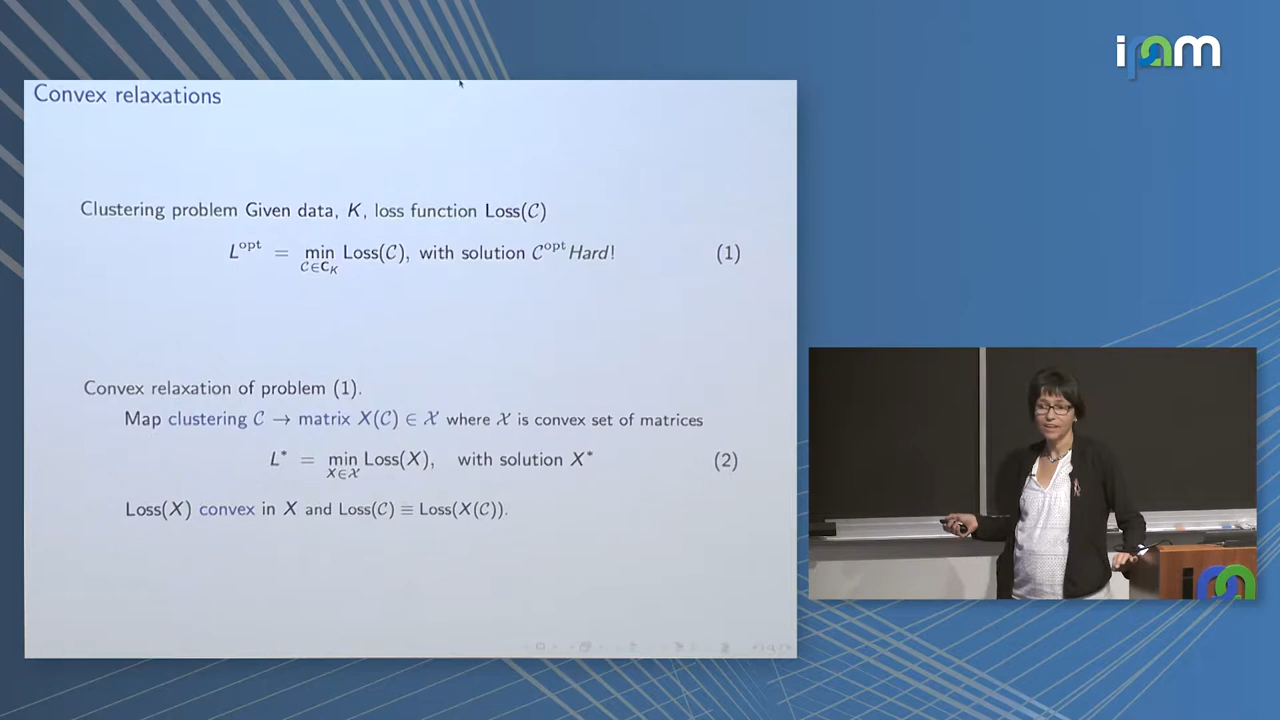 ipam
Convex relaxations
Clustering problem Given data, K, loss function Loss(𝒞)
L^opt = min_{𝒞∈C_K} Loss(𝒞), with solution 𝒞^opt Hard! (1)
Convex relaxation of problem (1).
Map clustering 𝒞 → matrix X(𝒞) ∈ 𝒳 where 𝒳 is convex set of matrices
L* = min_{X∈𝒳} Loss(X), with solution X* (2)
Loss(X) convex in X and Loss(𝒞) ≡ Loss(X(𝒞)).